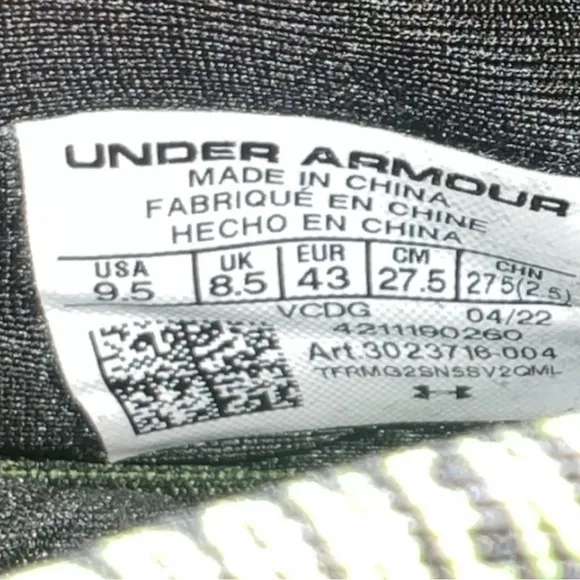 UNDER ARMOUR
MADE IN CHINA
FABRIQUÉ EN CHINE
HECHO EN CHINA
USA UK EUR CM CHN
9.5 8.5 43 27.5 275(2.5)
VCDG 04/22
4211190260
Art.3023716-004
TFRMG2SN5SV2QML